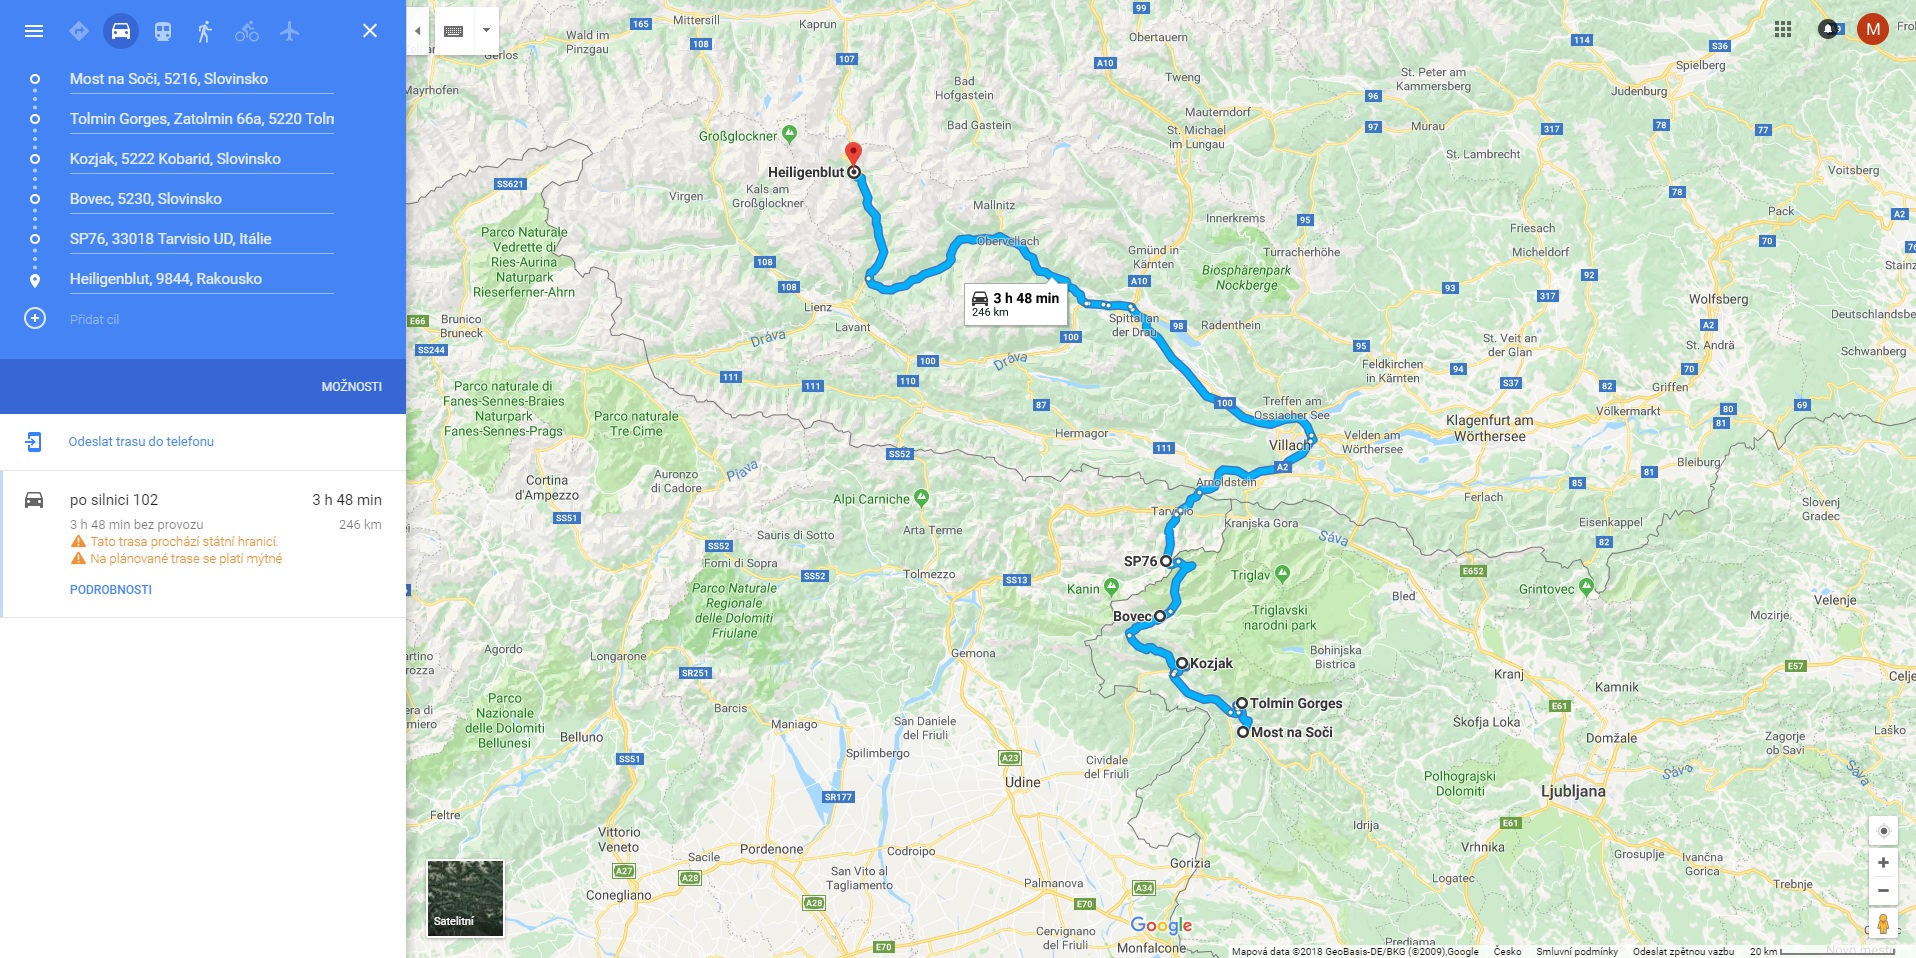 Most na Soči, 5216, Slovinsko
Tolmin Gorges, Zatolmin 66a, 5220 Tolm
Kozjak, 5222 Kobarid, Slovinsko
Bovec, 5230, Slovinsko
SP76, 33018 Tarvisio UD, Itálie
Heiligenblut, 9844, Rakousko
Přidat cíl
MOŽNOSTI
Odeslat trasu do telefonu
po silnici 102
3 h 48 min
3 h 48 min bez provozu
246 km
Tato trasa prochází státní hranicí.
Na plánované trase se platí mýtné
PODROBNOSTI
Satelitní
M
Mittersill
Kaprun
165
108
107
99
Obertauern
A10
114
S36
Spielberg
Wald im
Pinzgau
Gerlos
Mayrhofen
Bad
Hofgastein
Tweng
St. Peter am
Kammersberg
Judenburg
96
Mauterndorf
Bad Gastein
St. Michael
im Lungau
97
Murau
317
78
77
Großglockner
Heiligenblut
St. Lambrecht
Voitsberg
SS621
Virgen
Kals am
Großglockner
Mallnitz
Innerkrems
95
78
Pack
A2
Friesach
70
Parco Naturale
Vedrette di
Ries-Aurina
Naturpark
Rieserferner-Ahrn
Obervellach
Gmünd in
Kärnten
Turracherhöhe
Micheldorf
108
108
A10
Biosphärenpark
Nockberge
92
93
317
Wolfsberg
3 h 48 min
246 km
Lienz
Lavant
Spittal an
der Drau
98
Radenthein
A2
Deutschlandsbe
E66
Brunico
Bruneck
SS244
Dráva
Dráva
100
100
95
St. Veit an
der Glan
St. Andrä
Schwanberg
Feldkirchen
in Kärnten
94
S37
70
Griffen
111
111
110
82
Parco naturale di
Fanes-Sennes-Braies
Naturpark
Fanes-Sennes-Prags
Parco naturale
Tre Cime
87
100
Treffen am
Ossiacher See
Völkermarkt
80
81
69
Klagenfurt am
Wörthersee
Hermagor
111
Villach
Velden am
Wörthersee
SS52
A2
Bleiburg
81
Piava
Auronzo
di Cadore
Cortina
d'Ampezzo
Arnoldstein
Ferlach
85
Alpi Carniche
Tarvisio
Kranjska Gora
Slovenj
Gradec
SS51
Arta Terme
Eisenkappel
Sauris di Sotto
Sáva
82
SS52
Forni di Sopra
SP76
SS52
Tolmezzo
SS13
Kanin
Triglav
E652
Grintovec
Bled
Velenje
Parco Naturale
Regionale
delle Dolomiti
Friulane
Bovec
Triglavski
narodni park
Mozirje
Agordo
Longarone
Gemona
Kozjak
Bohinjska
Bistrica
Kranj
E57
SR251
Kamnik
Celje
Parco
Nazionale
delle Dolomiti
Bellunesi
Barcis
Maniago
San Daniele
del Friuli
Tolmin Gorges
Most na Soči
E61
Škofja Loka
Domžale
Zagorje
ob Savi
Laško
Belluno
Spilimbergo
SS51
A23
Cividale
del Friuli
Udine
Polhograjski
Dolomiti
Sáva
Sáva
Ljubljana
SR177
Feltre
E61
Idrija
Vittorio
Veneto
Pordenone
Sacile
Codroipo
Gorizia
Vrhnika
Grosuplje
Ivančna
Gorica
A27
A28
San Vito al
Tagliamento
Palmanova
A34
Logatec
Trebnje
Conegliano
A28
E70
Google
Cervignano
del Friuli
Monfalcone
E70
Postojna
Novo mesto
Mapová data ©2018 GeoBasis-DE/BKG (©2009),Google
Česko
Smluvní podmínky
Odeslat zpětnou vazbu
20 km